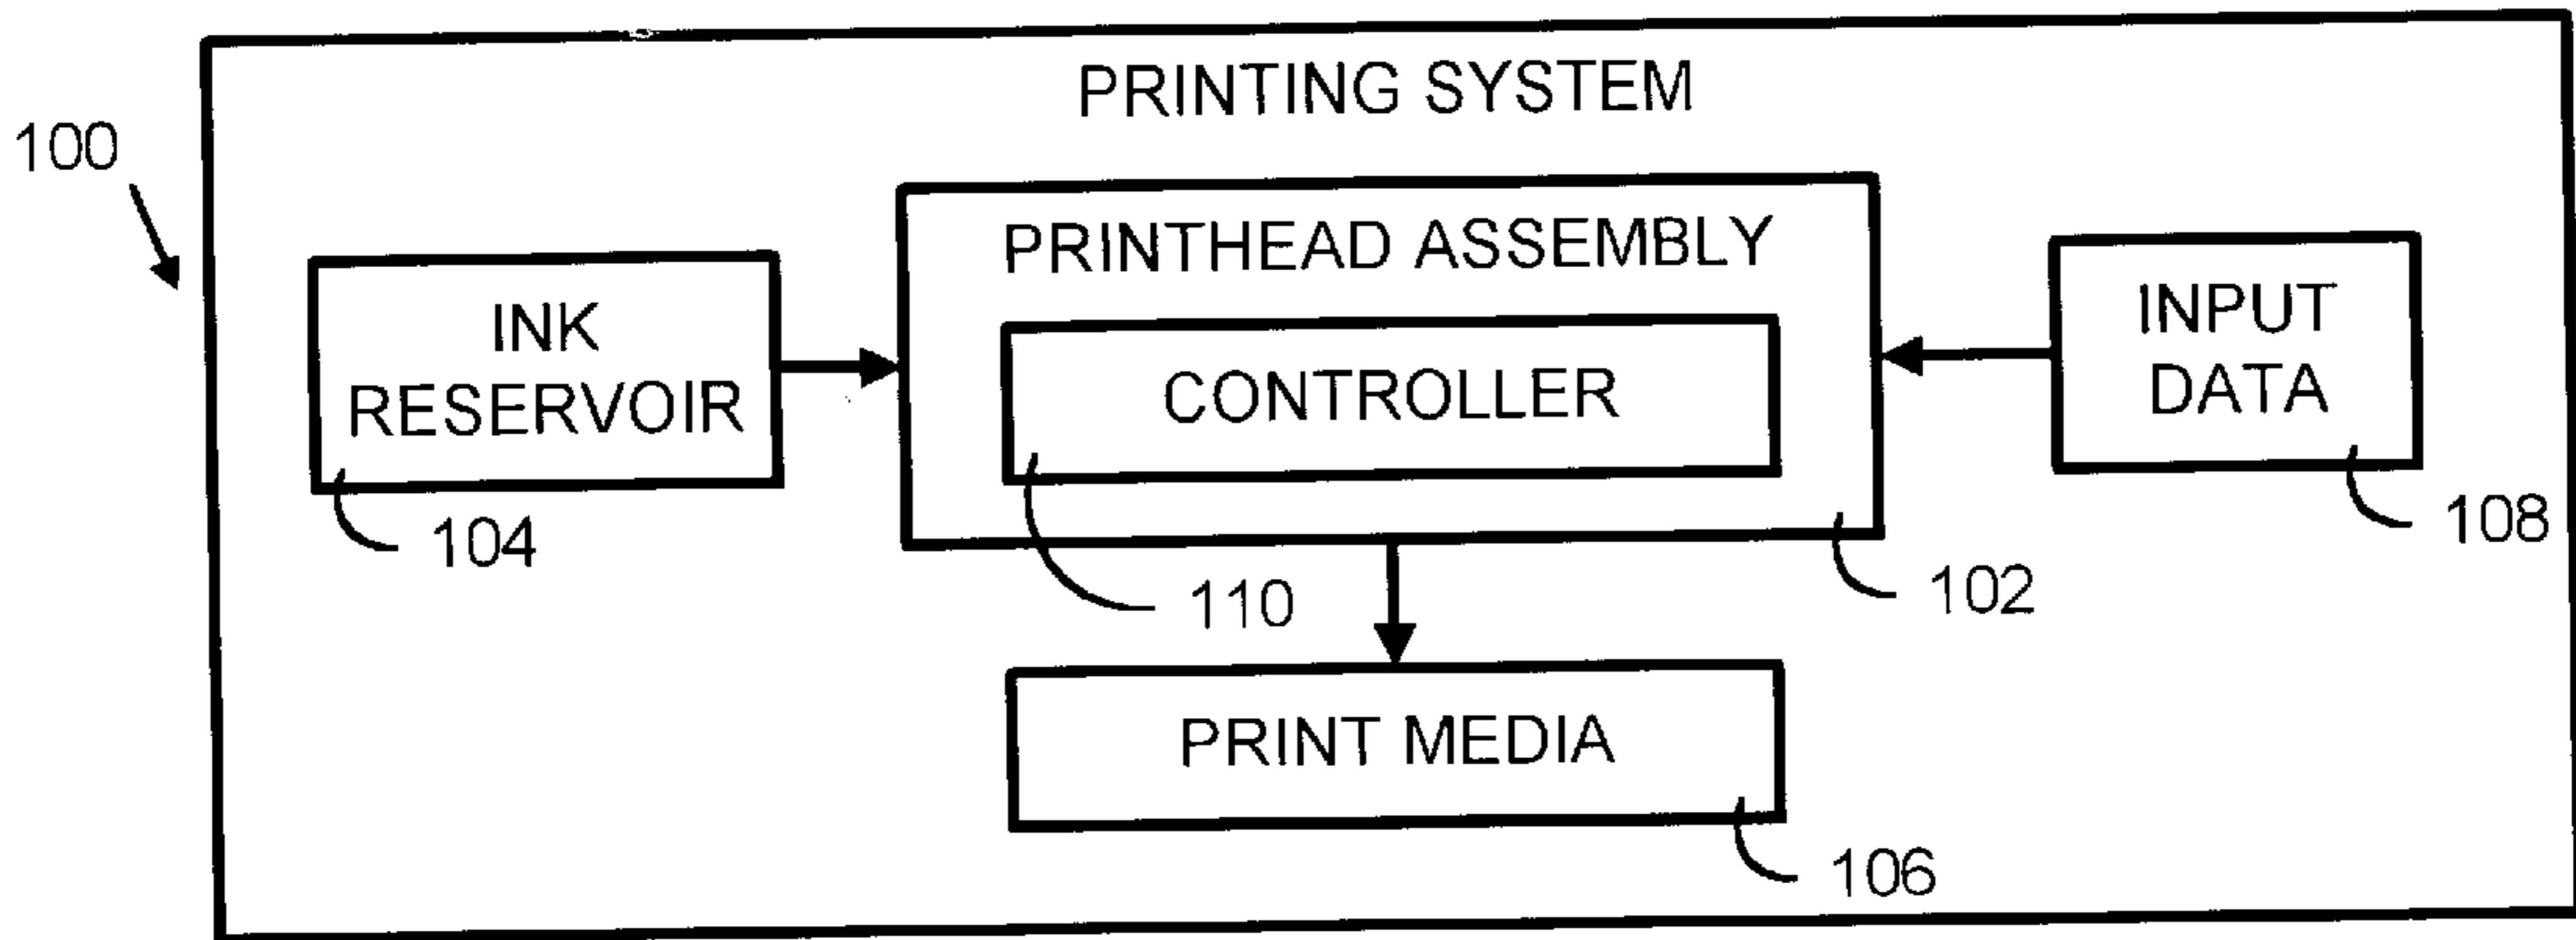 PRINTING SYSTEM
100
PRINTHEAD ASSEMBLY
INK
RESERVOIR
CONTROLLER
INPUT
DATA
104
110
102
108
PRINT MEDIA
106